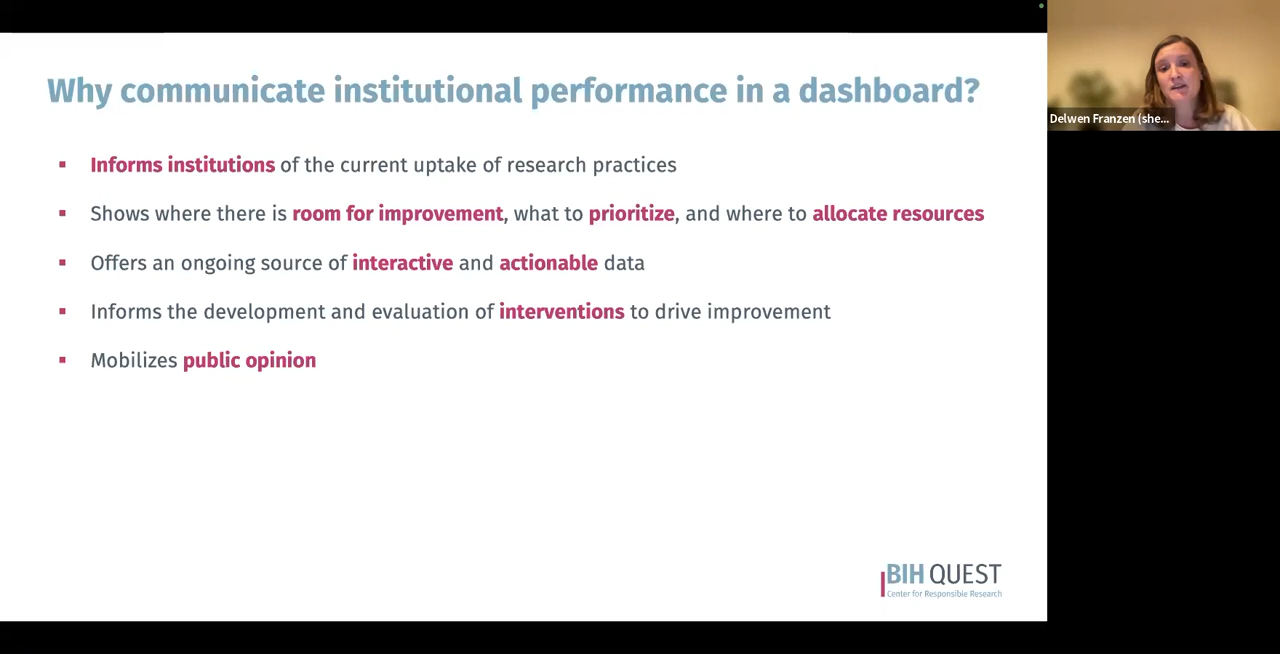 Why communicate institutional performance in a dashboard?
Informs institutions of the current uptake of research practices
Shows where there is room for improvement, what to prioritize, and where to allocate resources
Offers an ongoing source of interactive and actionable data
Informs the development and evaluation of interventions to drive improvement
Mobilizes public opinion
BIH QUEST
Center for Responsible Research
Delwen Franzen (she...